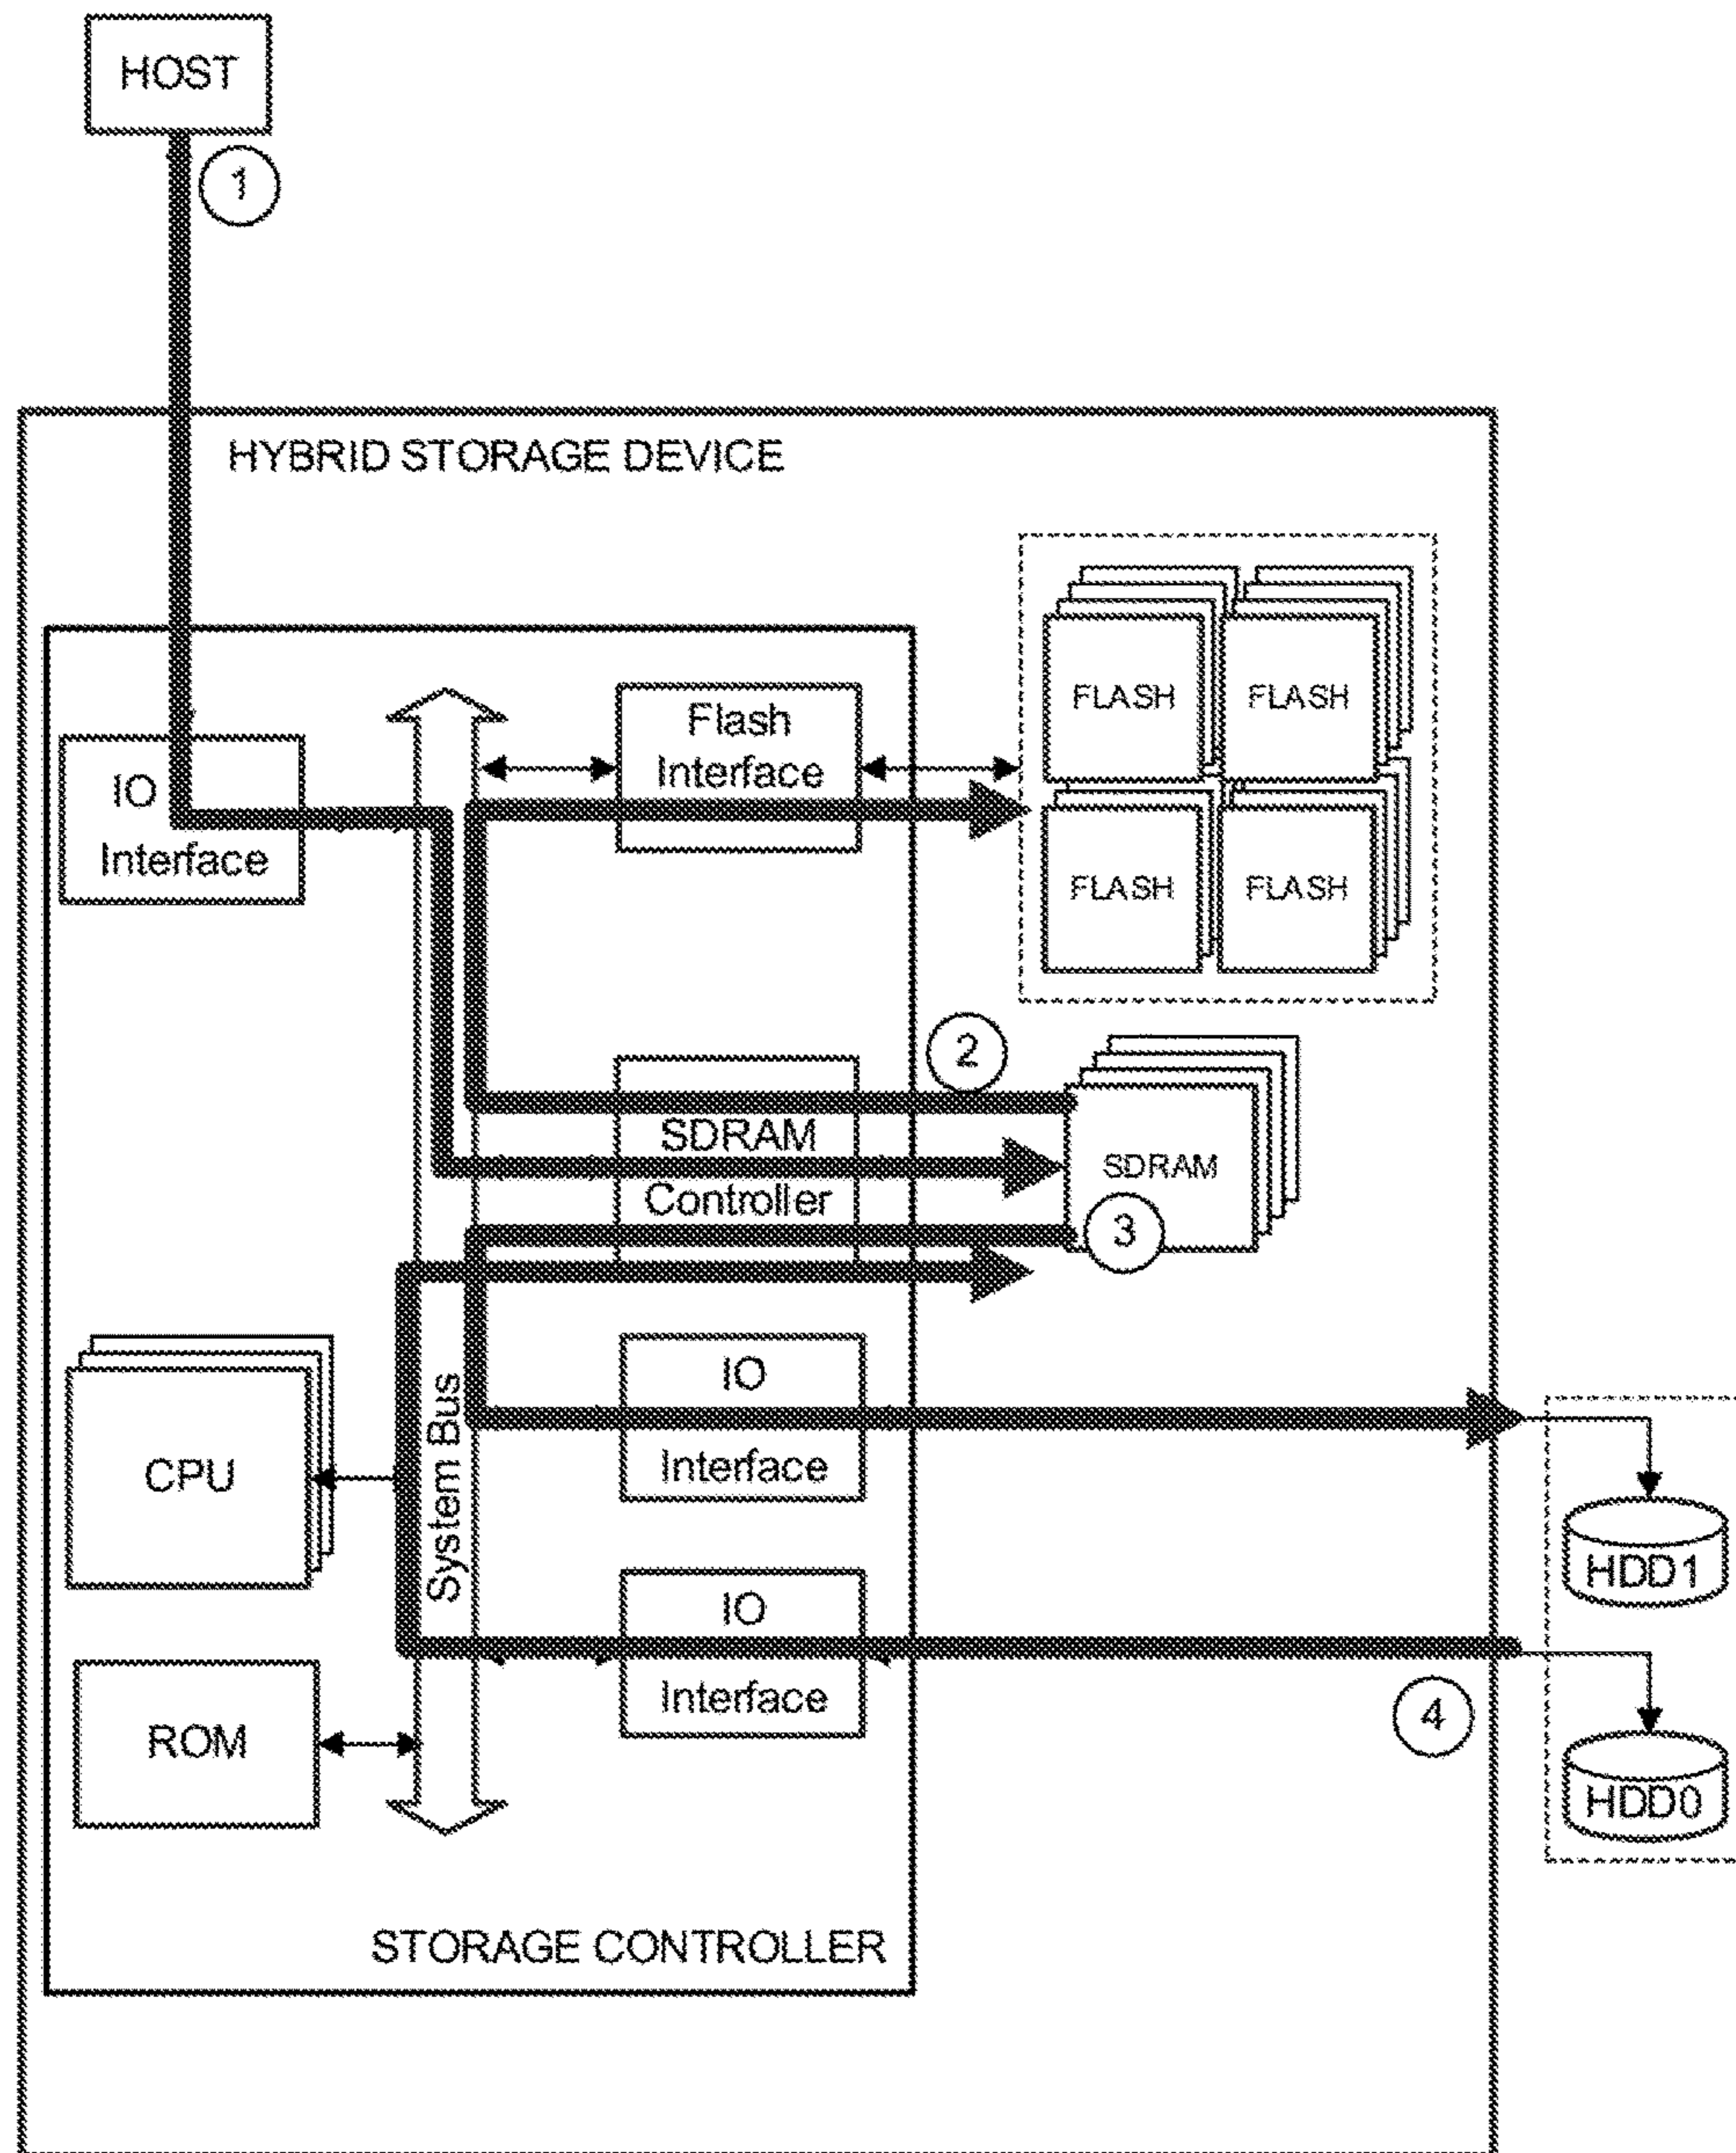 HOST
1
HYBRID STORAGE DEVICE
IO
Interface
Flash
Interface
FLASH
FLASH
FLASH
FLASH
2
SDRAM
Controller
SDRAM
3
CPU
System Bus
IO
Interface
HDD1
ROM
IO
Interface
4
HDD0
STORAGE CONTROLLER